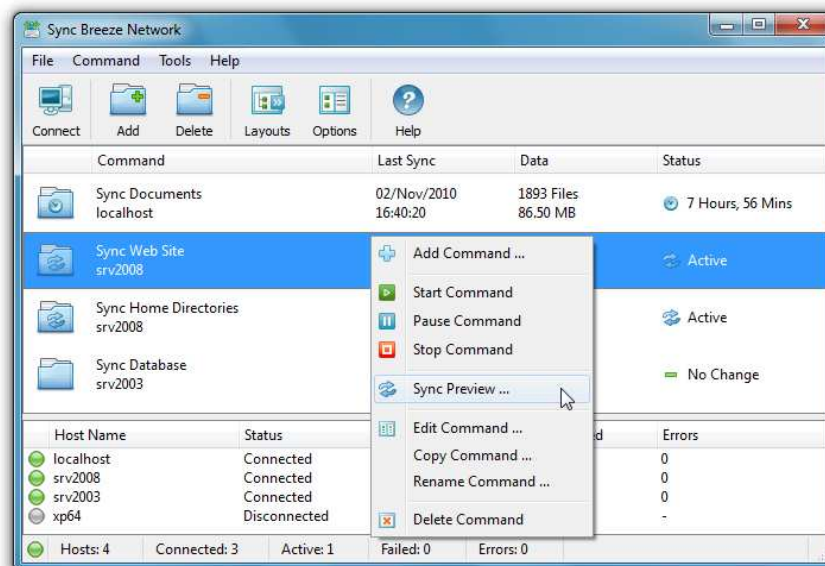 Sync Breeze Network
File Command Tools Help
Connect Add Delete Layouts Options Help
Command Last Sync Data Status
Sync Documents 02/Nov/2010 1893 Files
localhost 16:40:20 86.50 MB 7 Hours, 56 Mins
Sync Web Site
srv2008 Active
Add Command ...
Start Command
Pause Command
Stop Command
Sync Preview ...
Edit Command ...
Copy Command ...
Rename Command ...
Delete Command
Sync Home Directories
srv2008 Active
Sync Database
srv2003 No Change
Host Name Status Errors
localhost Connected 0
srv2008 Connected 0
srv2003 Connected 0
xp64 Disconnected -
Hosts: 4 Connected: 3 Active: 1 Failed: 0 Errors: 0